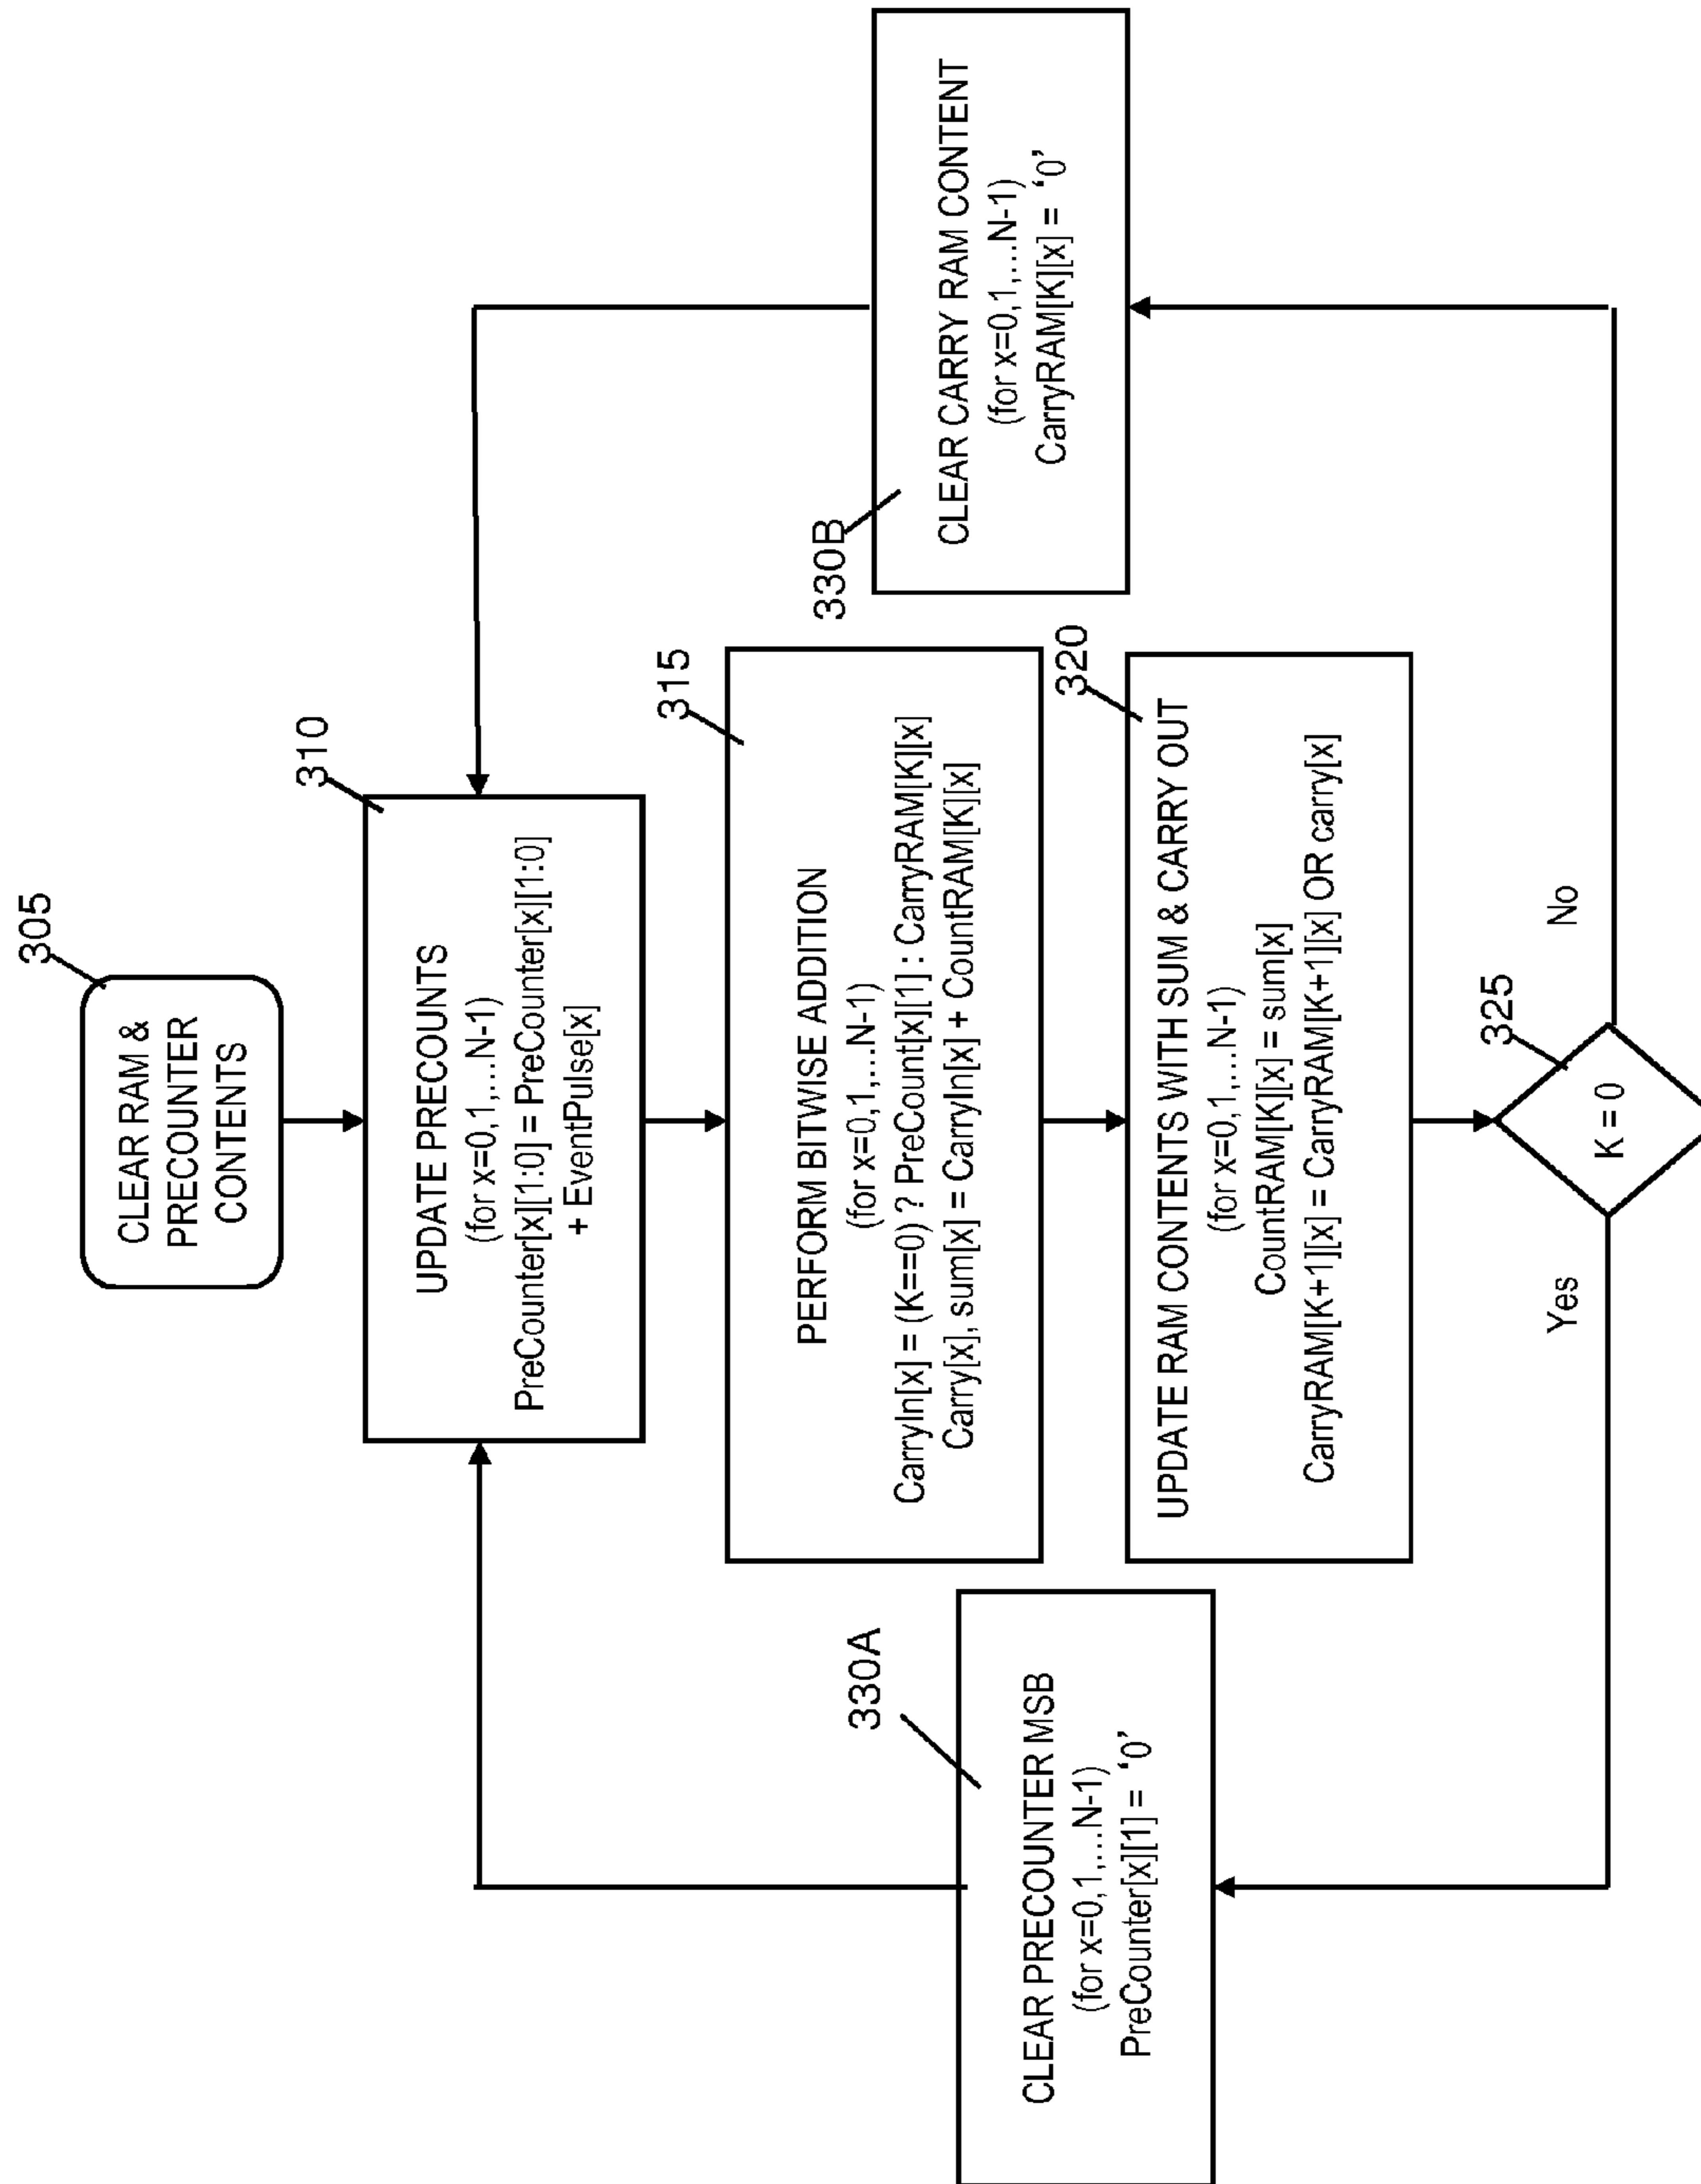 305
CLEAR RAM &
PRECOUNTER
CONTENTS
310
UPDATE PRECOUNTS
(for x=0,1,...N-1)
PreCounter[x][1:0] = PreCounter[x][1:0]
+ EventPulse[x]
315
PERFORM BITWISE ADDITION
(for x=0,1,...N-1)
CarryIn[x] = (K==0) ? PreCount[x][1] : CarryRAM[K][x]
Carry[x], sum[x] = CarryIn[x] + CountRAM[K][x]
320
UPDATE RAM CONTENTS WITH SUM & CARRY OUT
(for x=0,1,...N-1)
CountRAM[K][x] = sum[x]
CarryRAM[K+1][x] = CarryRAM[K+1][x] OR carry[x]
325
K = 0
Yes
No
330A
CLEAR PRECOUNTER MSB
(for x=0,1,...N-1)
PreCounter[x][1] = ‘0’
330B
CLEAR CARRY RAM CONTENT
(for x=0,1,...N-1)
CarryRAM[K][x] = ‘0’